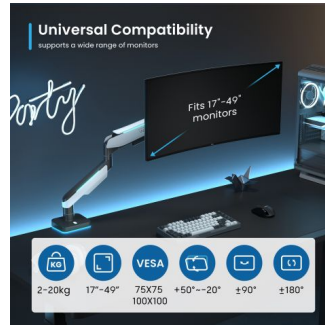 Universal Compatibility
supports a wide range of monitors
Party
Fits 17"-49"
monitors
KG
VESA
2-20kg
17"-49"
75X75
100X100
+50°~-20°
±90°
±180°